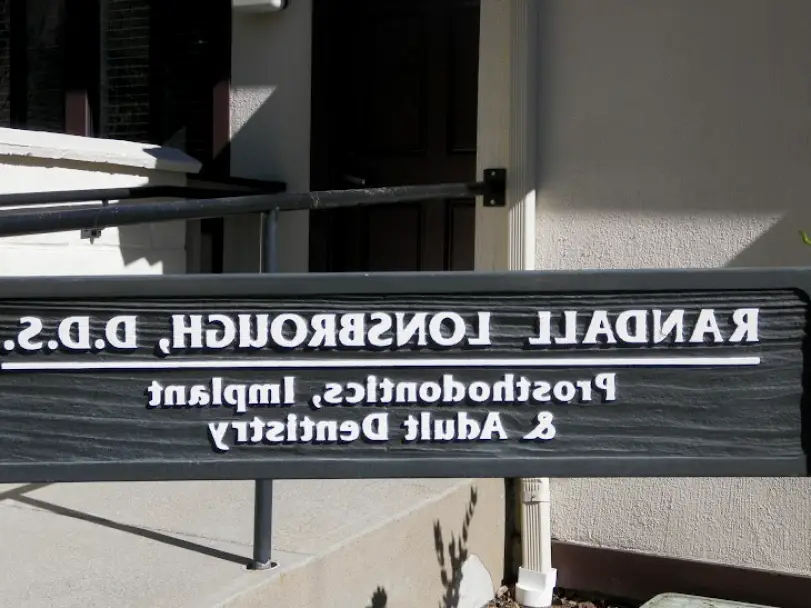 RANDALL LONSBROUGH, D.D.S.
Prosthodontics, Implant
& Adult Dentistry